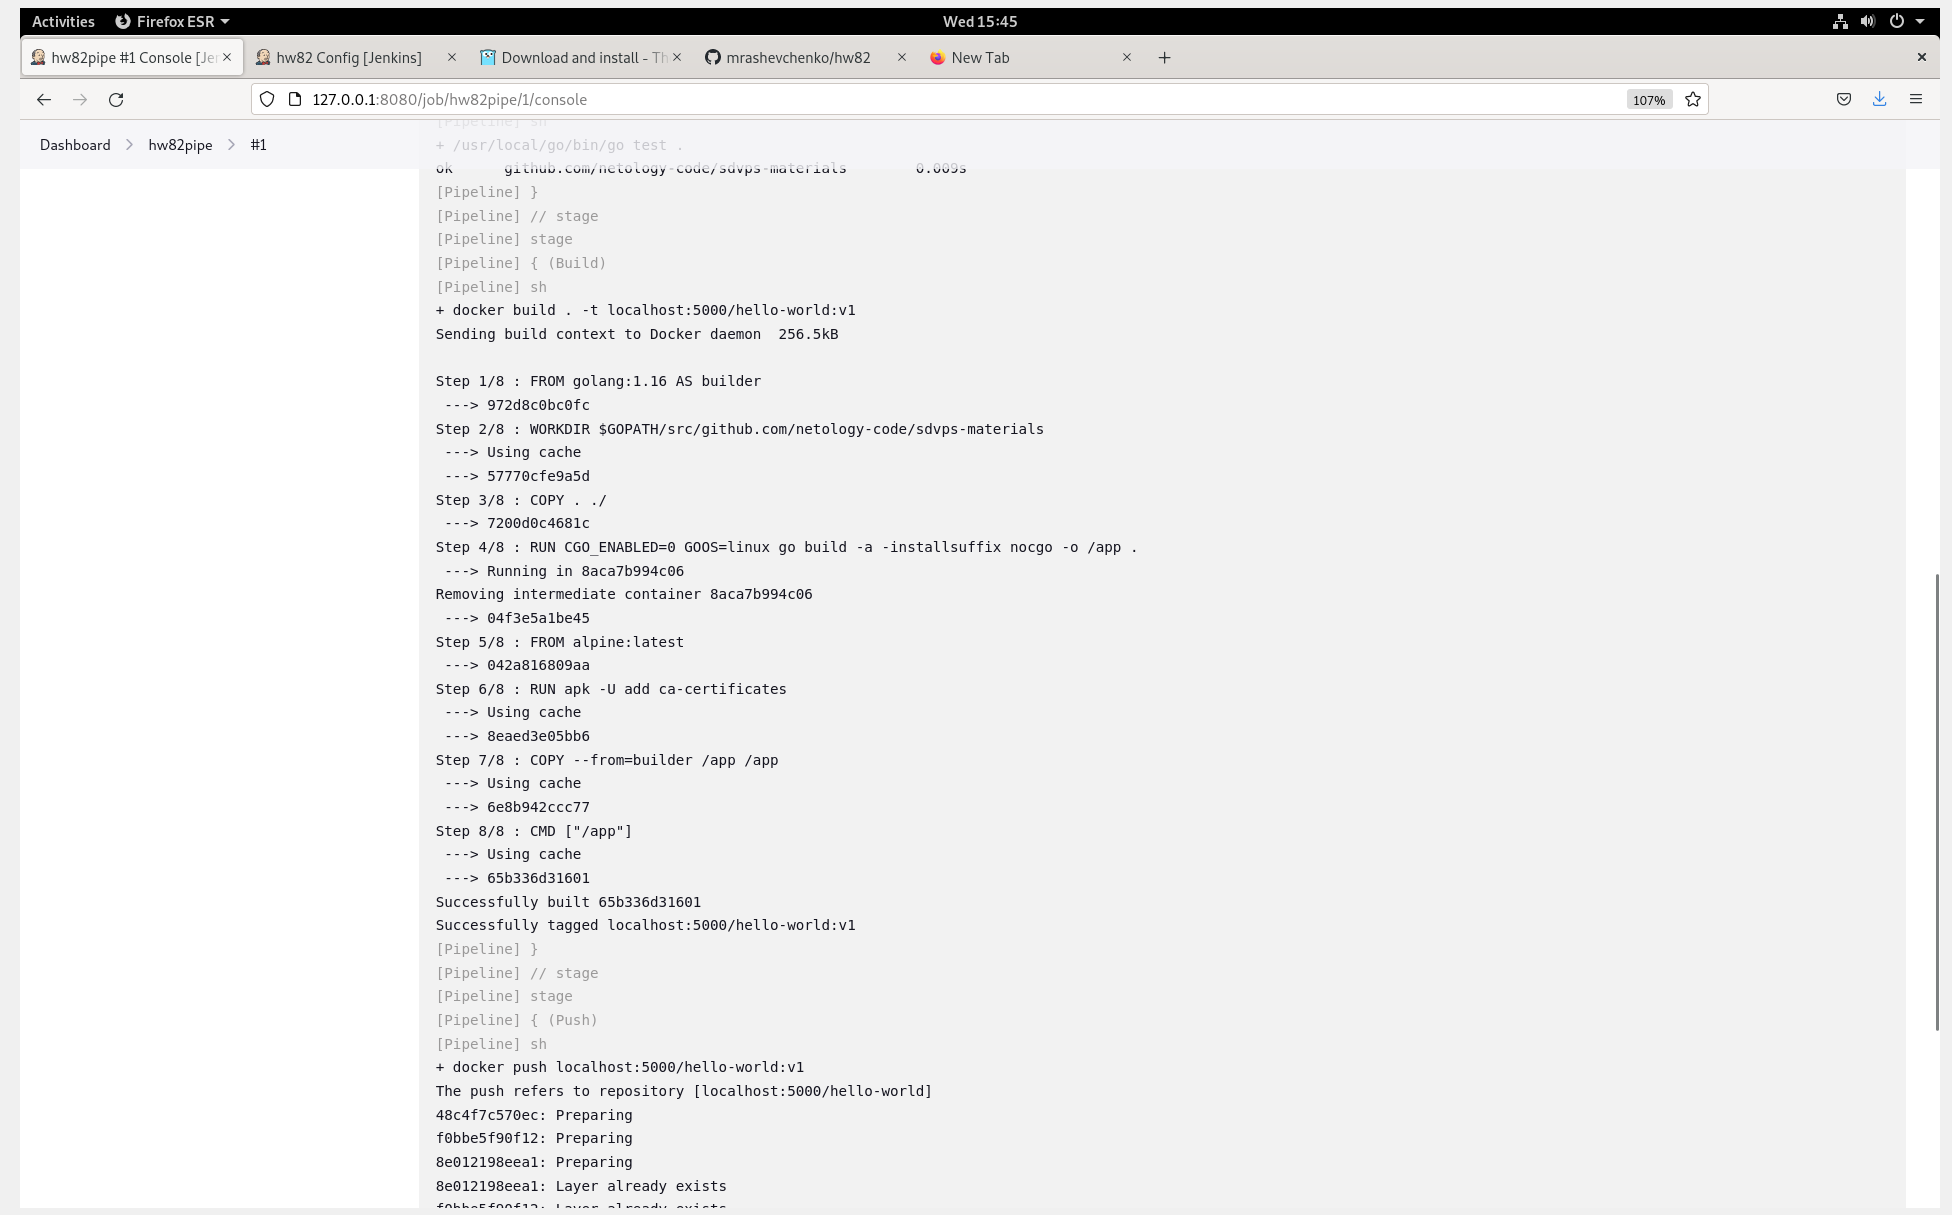 Activities Firefox ESR Wed 15:45
hw82pipe #1 Console [Je hw82 Config [Jenkins] Download and install - Th mrashevchenko/hw82 New Tab
127.0.0.1:8080/job/hw82pipe/1/console 107%
Dashboard hw82pipe #1
[Pipeline] sh
+ /usr/local/go/bin/go test .
ok github.com/netology-code/sdvps-materials 0.009s
[Pipeline] }
[Pipeline] // stage
[Pipeline] stage
[Pipeline] { (Build)
[Pipeline] sh
+ docker build . -t localhost:5000/hello-world:v1
Sending build context to Docker daemon  256.5kB
Step 1/8 : FROM golang:1.16 AS builder
 ---> 972d8c0bc0fc
Step 2/8 : WORKDIR $GOPATH/src/github.com/netology-code/sdvps-materials
 ---> Using cache
 ---> 57770cfe9a5d
Step 3/8 : COPY . ./
 ---> 7200d0c4681c
Step 4/8 : RUN CGO_ENABLED=0 GOOS=linux go build -a -installsuffix nocgo -o /app .
 ---> Running in 8aca7b994c06
Removing intermediate container 8aca7b994c06
 ---> 04f3e5a1be45
Step 5/8 : FROM alpine:latest
 ---> 042a816809aa
Step 6/8 : RUN apk -U add ca-certificates
 ---> Using cache
 ---> 8eaed3e05bb6
Step 7/8 : COPY --from=builder /app /app
 ---> Using cache
 ---> 6e8b942ccc77
Step 8/8 : CMD ["/app"]
 ---> Using cache
 ---> 65b336d31601
Successfully built 65b336d31601
Successfully tagged localhost:5000/hello-world:v1
[Pipeline] }
[Pipeline] // stage
[Pipeline] stage
[Pipeline] { (Push)
[Pipeline] sh
+ docker push localhost:5000/hello-world:v1
The push refers to repository [localhost:5000/hello-world]
48c4f7c570ec: Preparing
f0bbe5f90f12: Preparing
8e012198eea1: Preparing
8e012198eea1: Layer already exists
f0bbe5f90f12: Layer already exists